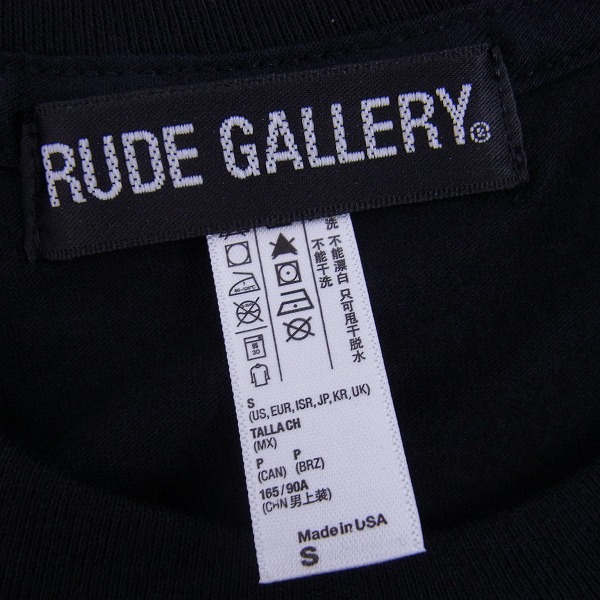 RUDE GALLERY®
洗 不能漂白 只可甩干脱水
不能干洗
30
S
(US, EUR, ISR, JP, KR, UK)
TALLA CH
(MX)
P P
(CAN) (BRZ)
165/90A
(CHN 男上装)
Made in USA
S